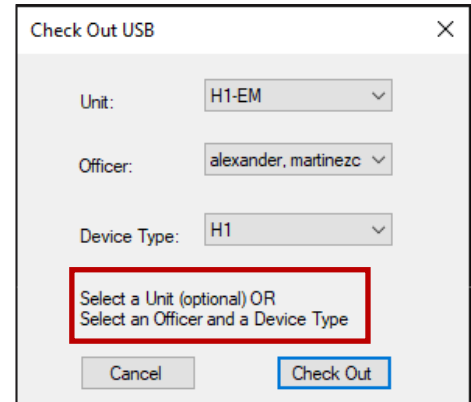 Check Out USB
Unit: H1-EM
Officer: alexander, martinezc
Device Type: H1
Select a Unit (optional) OR
Select an Officer and a Device Type
Cancel Check Out